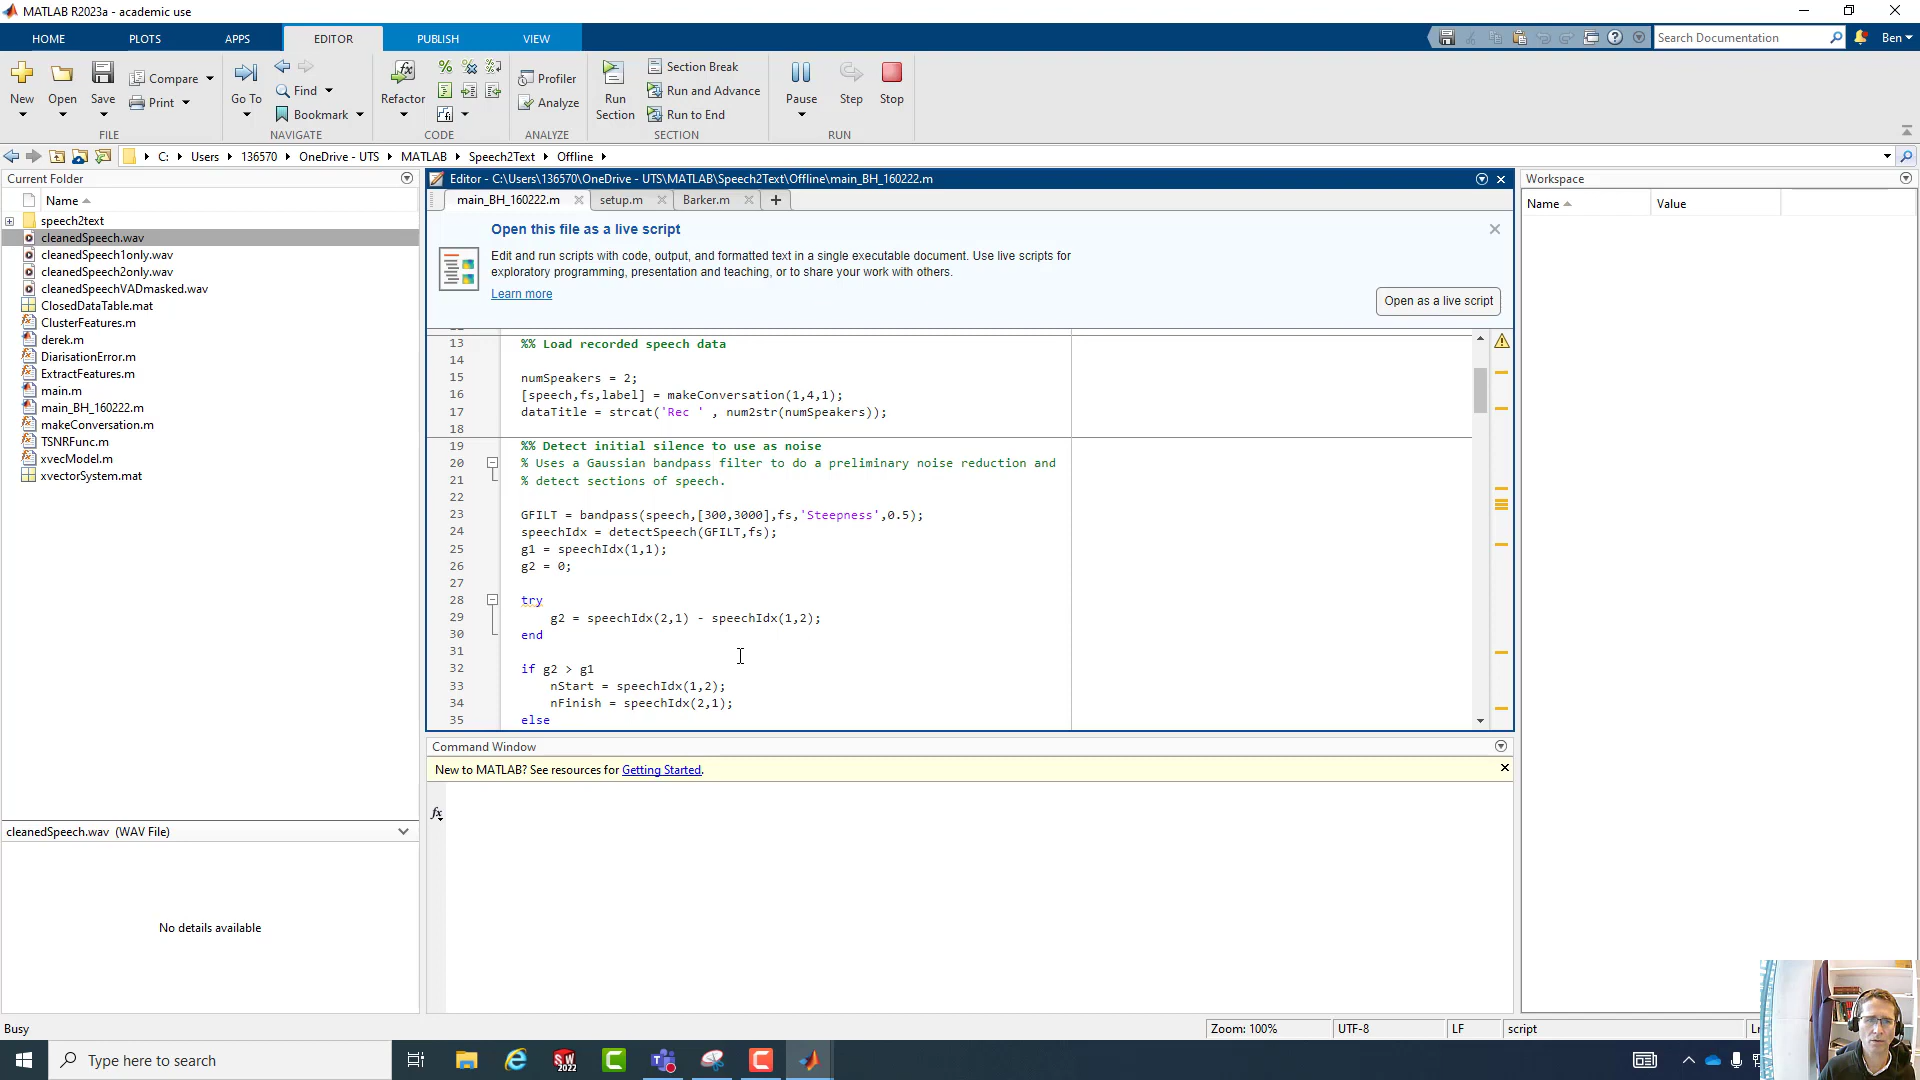 MATLAB R2023a - academic use
HOME PLOTS APPS EDITOR PUBLISH VIEW
Search Documentation
Ben
New Open Save Compare Print
Go To Find Bookmark
Refactor
Profiler Analyze
Run Section
Section Break
Run and Advance
Run to End
Pause Step Stop
FILE NAVIGATE CODE ANALYZE SECTION RUN
C: Users 136570 OneDrive - UTS MATLAB Speech2Text Offline
Current Folder
Name
speech2text
cleanedSpeech.wav
cleanedSpeech1only.wav
cleanedSpeech2only.wav
cleanedSpeechVADmasked.wav
ClosedDataTable.mat
ClusterFeatures.m
derek.m
DiarisationError.m
ExtractFeatures.m
main.m
main_BH_160222.m
makeConversation.m
TSNRFunc.m
xvecModel.m
xvectorSystem.mat
cleanedSpeech.wav (WAV File)
No details available
Editor - C:\Users\136570\OneDrive - UTS\MATLAB\Speech2Text\Offline\main_BH_160222.m
main_BH_160222.m setup.m Barker.m
Open this file as a live script
Edit and run scripts with code, output, and formatted text in a single executable document. Use live scripts for
exploratory programming, presentation and teaching, or to share your work with others.
Learn more
Open as a live script
13 %% Load recorded speech data
14
15 numSpeakers = 2;
16 [speech,fs,label] = makeConversation(1,4,1);
17 dataTitle = strcat('Rec ' , num2str(numSpeakers));
18
19 %% Detect initial silence to use as noise
20 % Uses a Gaussian bandpass filter to do a preliminary noise reduction and
21 % detect sections of speech.
22
23 GFILT = bandpass(speech,[300,3000],fs,'Steepness',0.5);
24 speechIdx = detectSpeech(GFILT,fs);
25 g1 = speechIdx(1,1);
26 g2 = 0;
27
28 try
29 g2 = speechIdx(2,1) - speechIdx(1,2);
30 end
31
32 if g2 > g1
33 nStart = speechIdx(1,2);
34 nFinish = speechIdx(2,1);
35 else
Command Window
New to MATLAB? See resources for Getting Started.
fx
Workspace
Name Value
Busy
Zoom: 100% UTF-8 LF script
Type here to search
SW 2022